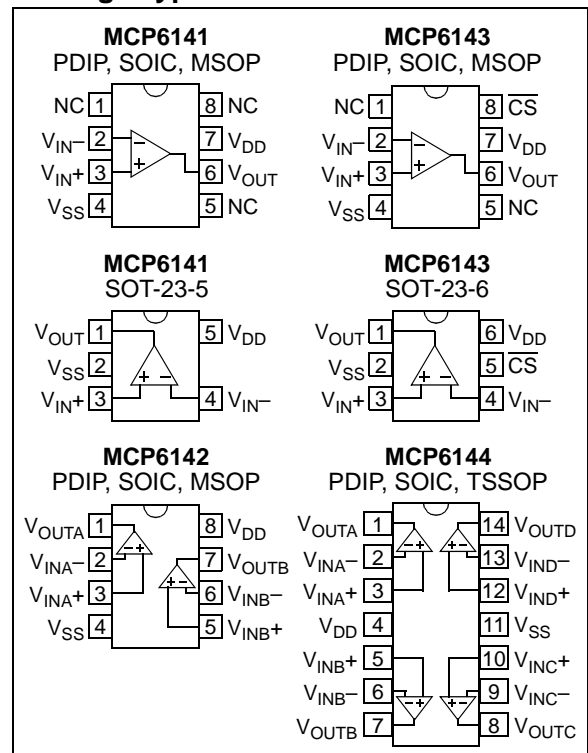 MCP6141
PDIP, SOIC, MSOP
NC 1 8 NC
VIN– 2 7 VDD
VIN+ 3 6 VOUT
VSS 4 5 NC
MCP6143
PDIP, SOIC, MSOP
NC 1 8 CS
VIN– 2 7 VDD
VIN+ 3 6 VOUT
VSS 4 5 NC
MCP6141
SOT-23-5
VOUT 1 5 VDD
VSS 2
VIN+ 3 4 VIN–
MCP6143
SOT-23-6
VOUT 1 6 VDD
VSS 2 5 CS
VIN+ 3 4 VIN–
MCP6142
PDIP, SOIC, MSOP
VOUTA 1 8 VDD
VINA– 2 7 VOUTB
VINA+ 3 6 VINB–
VSS 4 5 VINB+
MCP6144
PDIP, SOIC, TSSOP
VOUTA 1 14 VOUTD
VINA– 2 13 VIND–
VINA+ 3 12 VIND+
VDD 4 11 VSS
VINB+ 5 10 VINC+
VINB– 6 9 VINC–
VOUTB 7 8 VOUTC